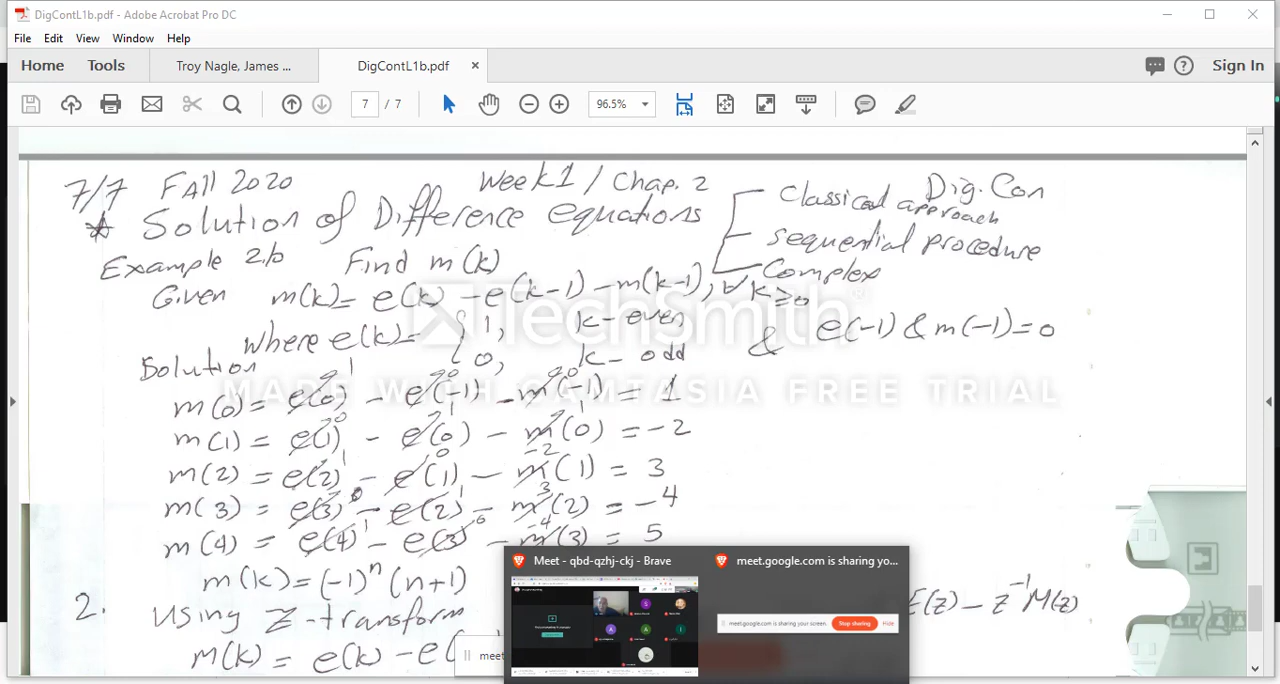 DigContL1b.pdf - Adobe Acrobat Pro DC
File Edit View Window Help
Home Tools Troy Nagle, James ... DigContL1b.pdf × Sign In
7 / 7 96.5%
7/7 Fall 2020 Week1 / Chap. 2 Dig. Con
* Solution of Difference equations
Classical approach
sequential procedure
Complex
Example 2.b Find m(k)
Given m(k) = e(k) - e(k-1) - m(k-1), ∀ k ≥ 0
where e(k) = { 1, k - even
0, k - odd
& e(-1) & m(-1) = 0
Solution
m(0) = e(0) - e(-1) - m(-1) = 1
m(1) = e(1) - e(0) - m(0) = -2
m(2) = e(2) - e(1) - m(1) = 3
m(3) = e(3) - e(2) - m(2) = -4
m(4) = e(4) - e(3) - m(3) = 5
m(k) = (-1)ⁿ (n+1)
2. Using Z-transform
E(z) - z⁻¹ M(z)
m(k) = e(k) - e(
TechSmith
MADE WITH CAMTASIA FREE TRIAL
Meet - qbd-qzhj-ckj - Brave
meet.google.com is sharing yo...
meet.google.com is sharing your screen. Stop sharing Hide
meet